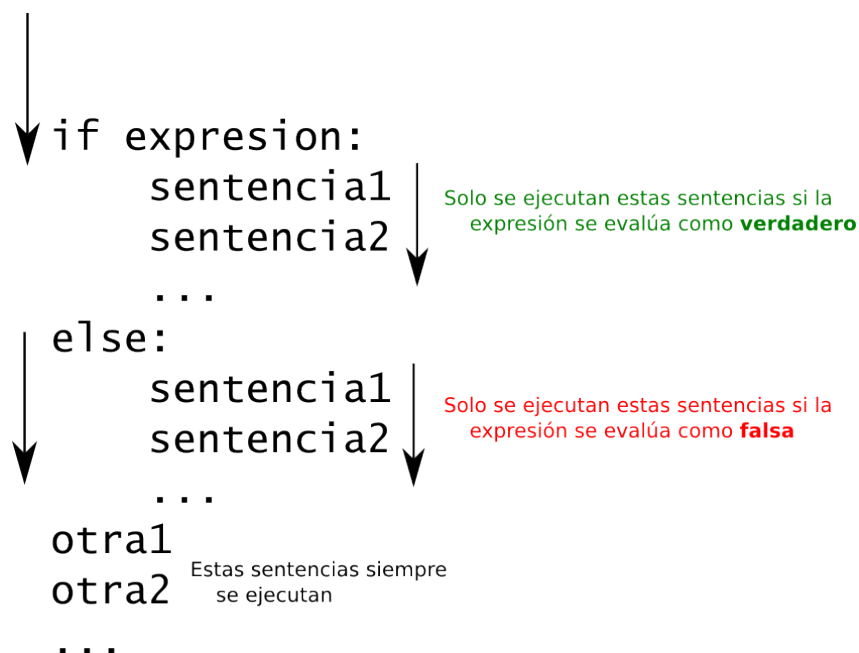 if expresion:
sentencia1
sentencia2
...
Solo se ejecutan estas sentencias si la
expresión se evalúa como verdadero
else:
sentencia1
sentencia2
...
Solo se ejecutan estas sentencias si la
expresión se evalúa como falsa
otra1
otra2
...
Estas sentencias siempre
se ejecutan